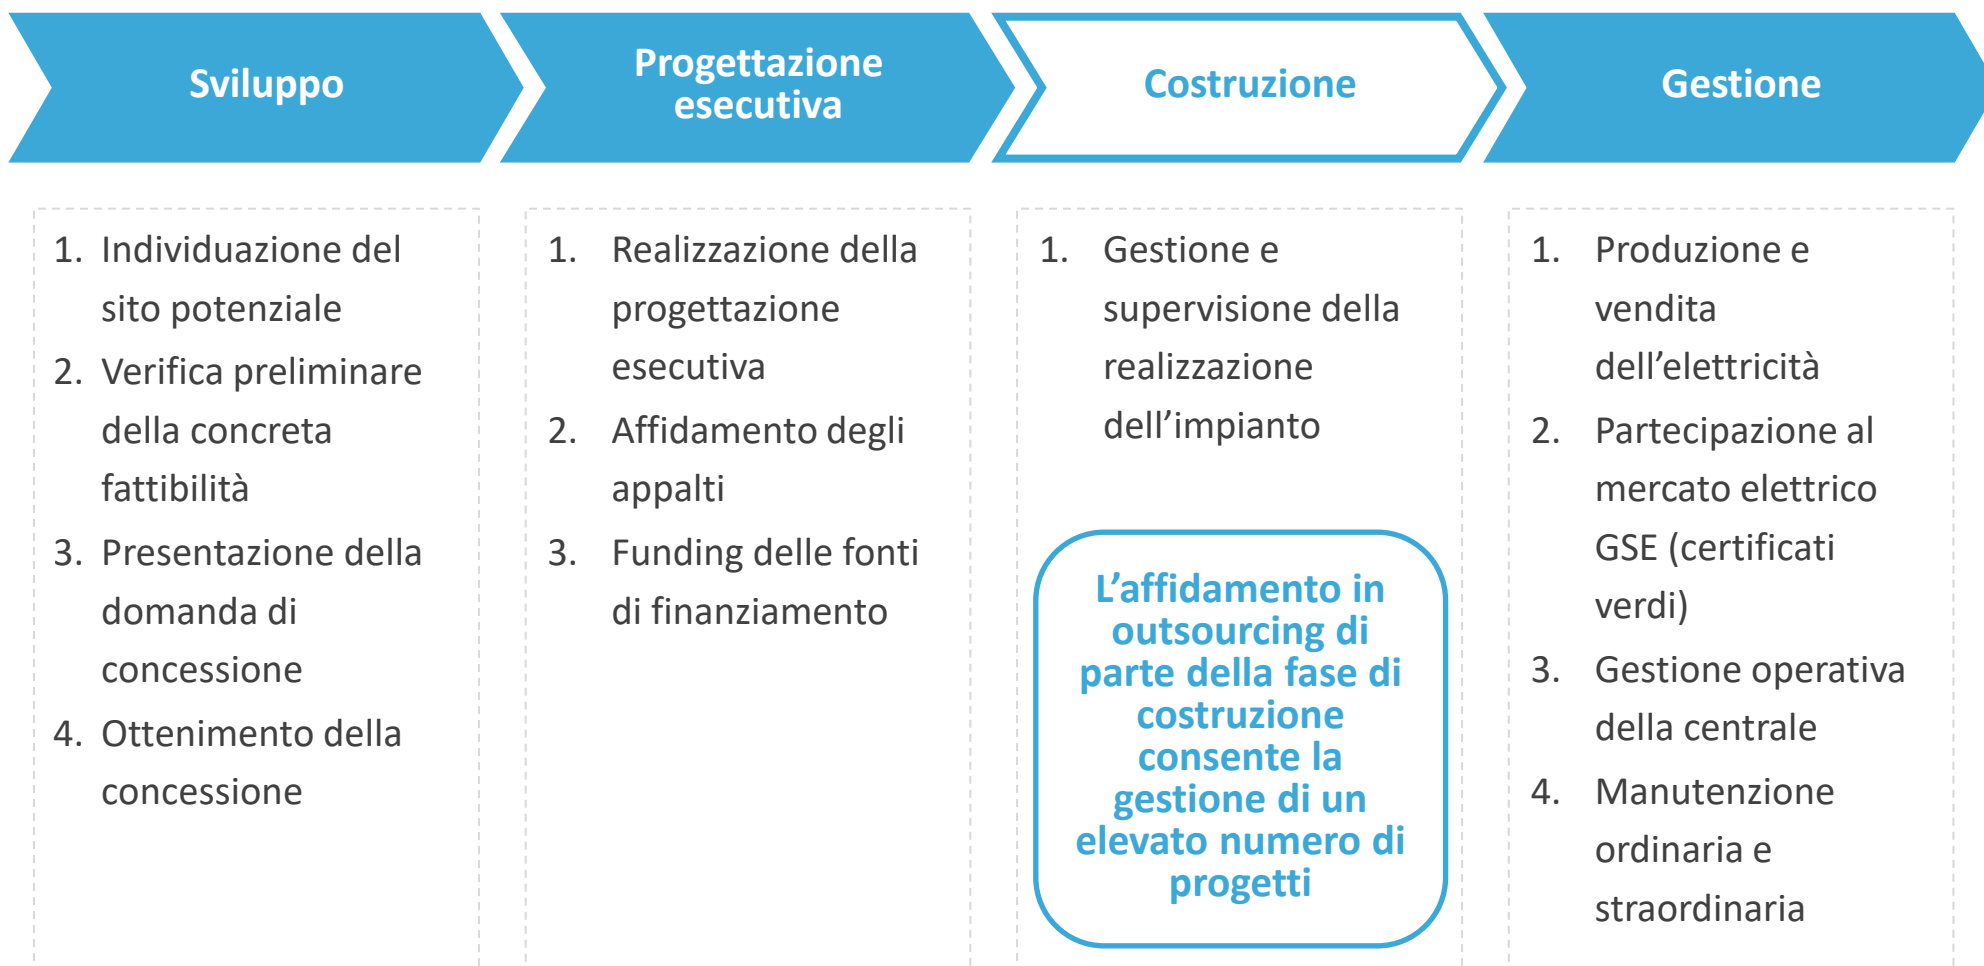 Sviluppo
Progettazione
esecutiva
Costruzione
Gestione
1. Individuazione del
sito potenziale
2. Verifica preliminare
della concreta
fattibilità
3. Presentazione della
domanda di
concessione
4. Ottenimento della
concessione
1. Realizzazione della
progettazione
esecutiva
2. Affidamento degli
appalti
3. Funding delle fonti
di finanziamento
1. Gestione e
supervisione della
realizzazione
dell’impianto
L’affidamento in
outsourcing di
parte della fase di
costruzione
consente la
gestione di un
elevato numero di
progetti
1. Produzione e
vendita
dell’elettricità
2. Partecipazione al
mercato elettrico
GSE (certificati
verdi)
3. Gestione operativa
della centrale
4. Manutenzione
ordinaria e
straordinaria